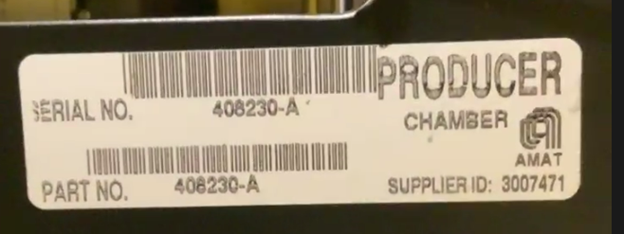 SERIAL NO. 408230-A
PRODUCER
CHAMBER
AMAT
PART NO. 408230-A
SUPPLIER ID: 3007471